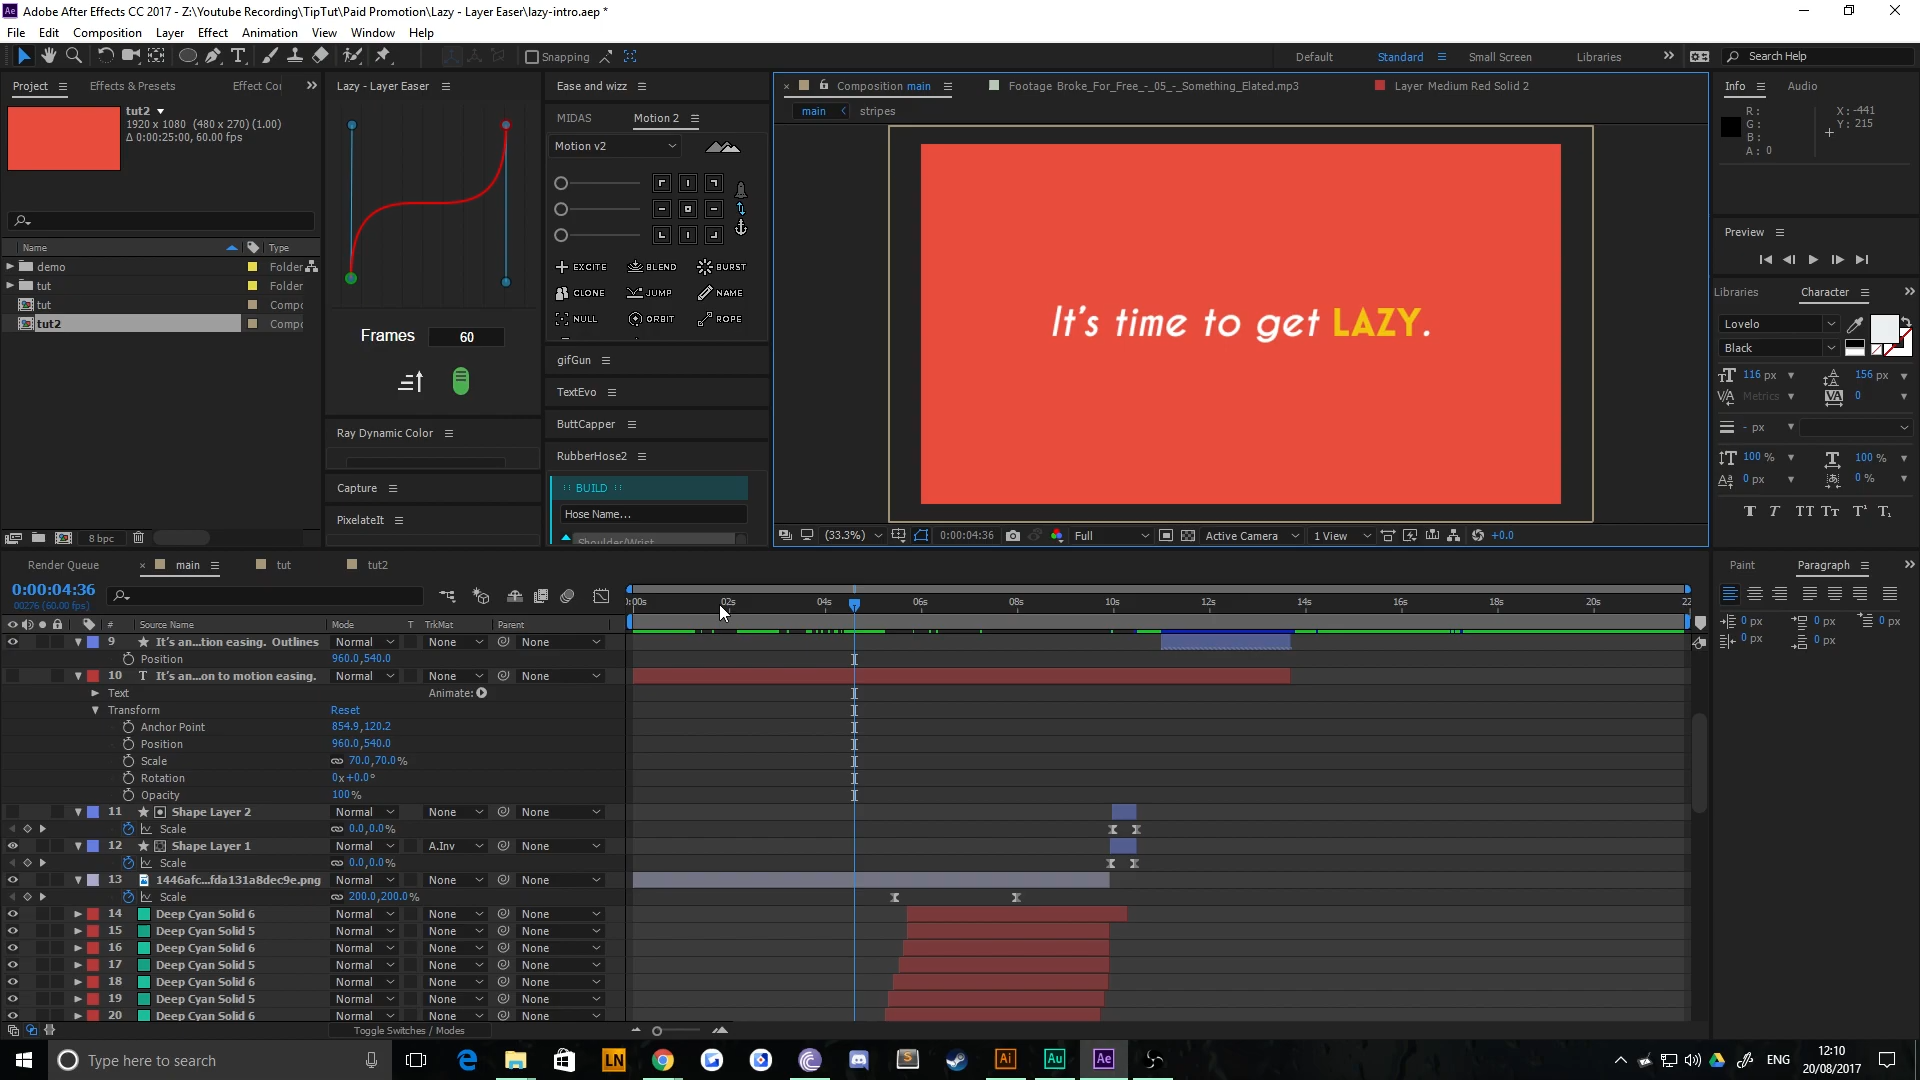 Adobe After Effects CC 2017 - Z:\Youtube Recording\TipTut\Paid Promotion\Lazy - Layer Easer\lazy-intro.aep *
File Edit Composition Layer Effect Animation View Window Help
Snapping Default Standard Small Screen Libraries Search Help
Project Effects & Presets Effect Co
tut2
1920 x 1080 (480 x 270) (1.00)
Δ 0:00:25:00, 60.00 fps
Name Type
demo Folder
tut Folder
tut Compo
tut2 Compo
8 bpc
Lazy - Layer Easer
Frames 60
Ray Dynamic Color
Capture
PixelateIt
Ease and wizz
MIDAS Motion 2
Motion v2
EXCITE BLEND BURST
CLONE JUMP NAME
NULL ORBIT ROPE
gifGun
TextEvo
ButtCapper
RubberHose2
BUILD
Hose Name...
Shoulder/Wrist
Composition main Footage Broke_For_Free_-_05_-_Something_Elated.mp3 Layer Medium Red Solid 2
main stripes
It's time to get LAZY.
(33.3%) 0:00:04:36 Full Active Camera 1 View +0.0
Info Audio
R: X: -441
G: Y: 215
B:
A: 0
Preview
Libraries Character
Lovelo
Black
116 px 156 px
Metrics 0
- px
100 % 100 %
0 px 0 %
T T TT Tt T¹ T₁
Paint Paragraph
0 px 0 px 0 px
0 px 0 px
Render Queue main tut tut2
0:00:04:36
00276 (60.00 fps)
:00s 02s 04s 06s 08s 10s 12s 14s 16s 18s 20s 22
# Source Name Mode T TrkMat Parent
9 It's an...tion easing. Outlines Normal None None
Position 960.0,540.0
10 T It's an...on to motion easing. Normal None None
Text Animate:
Transform Reset
Anchor Point 854.9,120.2
Position 960.0,540.0
Scale 70.0,70.0%
Rotation 0x+0.0°
Opacity 100%
11 Shape Layer 2 Normal None None
Scale 0.0,0.0%
12 Shape Layer 1 Normal A.Inv None
Scale 0.0,0.0%
13 1446afc...fda131a8dec9e.png Normal None None
Scale 200.0,200.0%
14 Deep Cyan Solid 6 Normal None None
15 Deep Cyan Solid 5 Normal None None
16 Deep Cyan Solid 6 Normal None None
17 Deep Cyan Solid 5 Normal None None
18 Deep Cyan Solid 6 Normal None None
19 Deep Cyan Solid 5 Normal None None
20 Deep Cyan Solid 6 Normal None None
Toggle Switches / Modes
Type here to search
LN S Ai Au Ae
ENG
12:10
20/08/2017